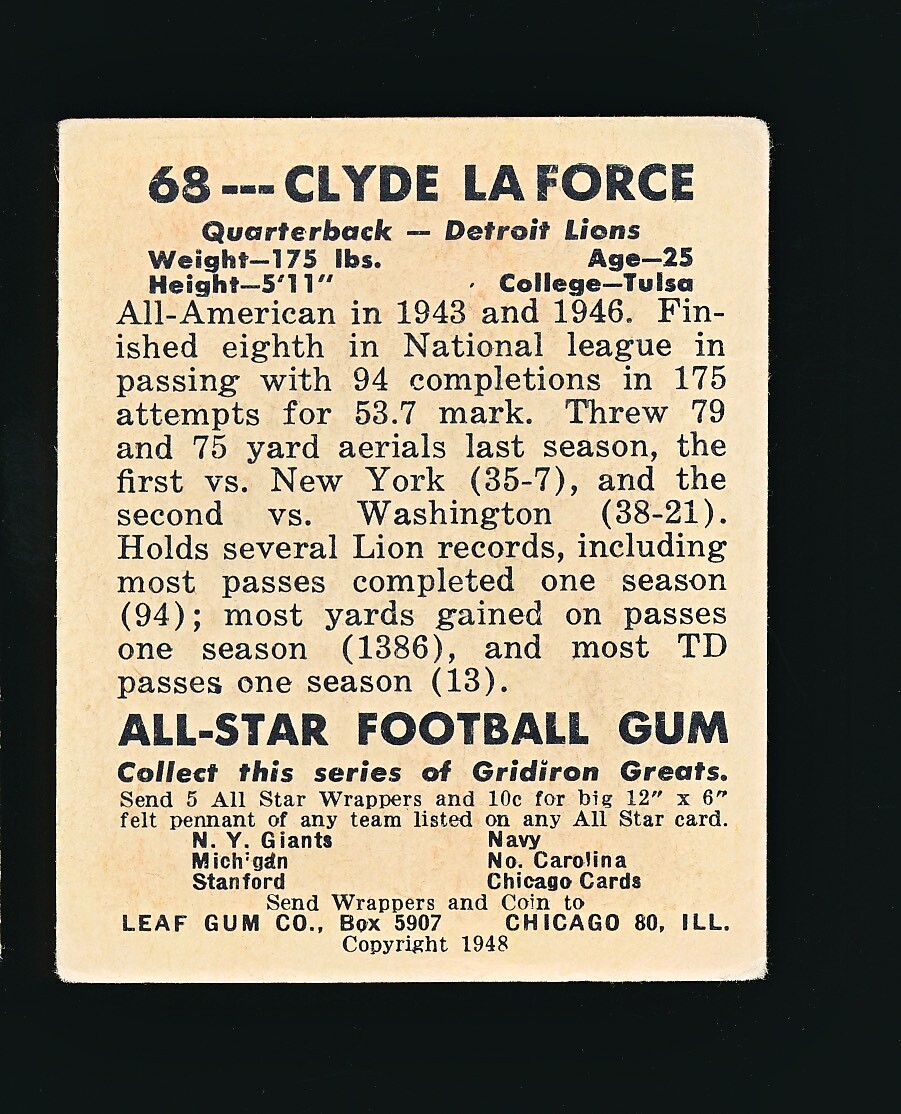 68---CLYDE LA FORCE
Quarterback — Detroit Lions
Weight—175 lbs. Age—25
Height—5'11" College—Tulsa
All-American in 1943 and 1946. Fin-
ished eighth in National league in
passing with 94 completions in 175
attempts for 53.7 mark. Threw 79
and 75 yard aerials last season, the
first vs. New York (35-7), and the
second vs. Washington (38-21).
Holds several Lion records, including
most passes completed one season
(94); most yards gained on passes
one season (1386), and most TD
passes one season (13).
ALL-STAR FOOTBALL GUM
Collect this series of Gridiron Greats.
Send 5 All Star Wrappers and 10c for big 12" x 6"
felt pennant of any team listed on any All Star card.
N. Y. Giants Navy
Michigan No. Carolina
Stanford Chicago Cards
Send Wrappers and Coin to
LEAF GUM CO., Box 5907 CHICAGO 80, ILL.
Copyright 1948